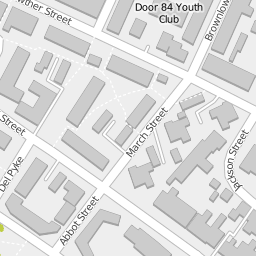 Door 84 Youth
Club
wther Street
Brownlow
Street
March Street
Jackson Street
Del Pyke
Abbot Street